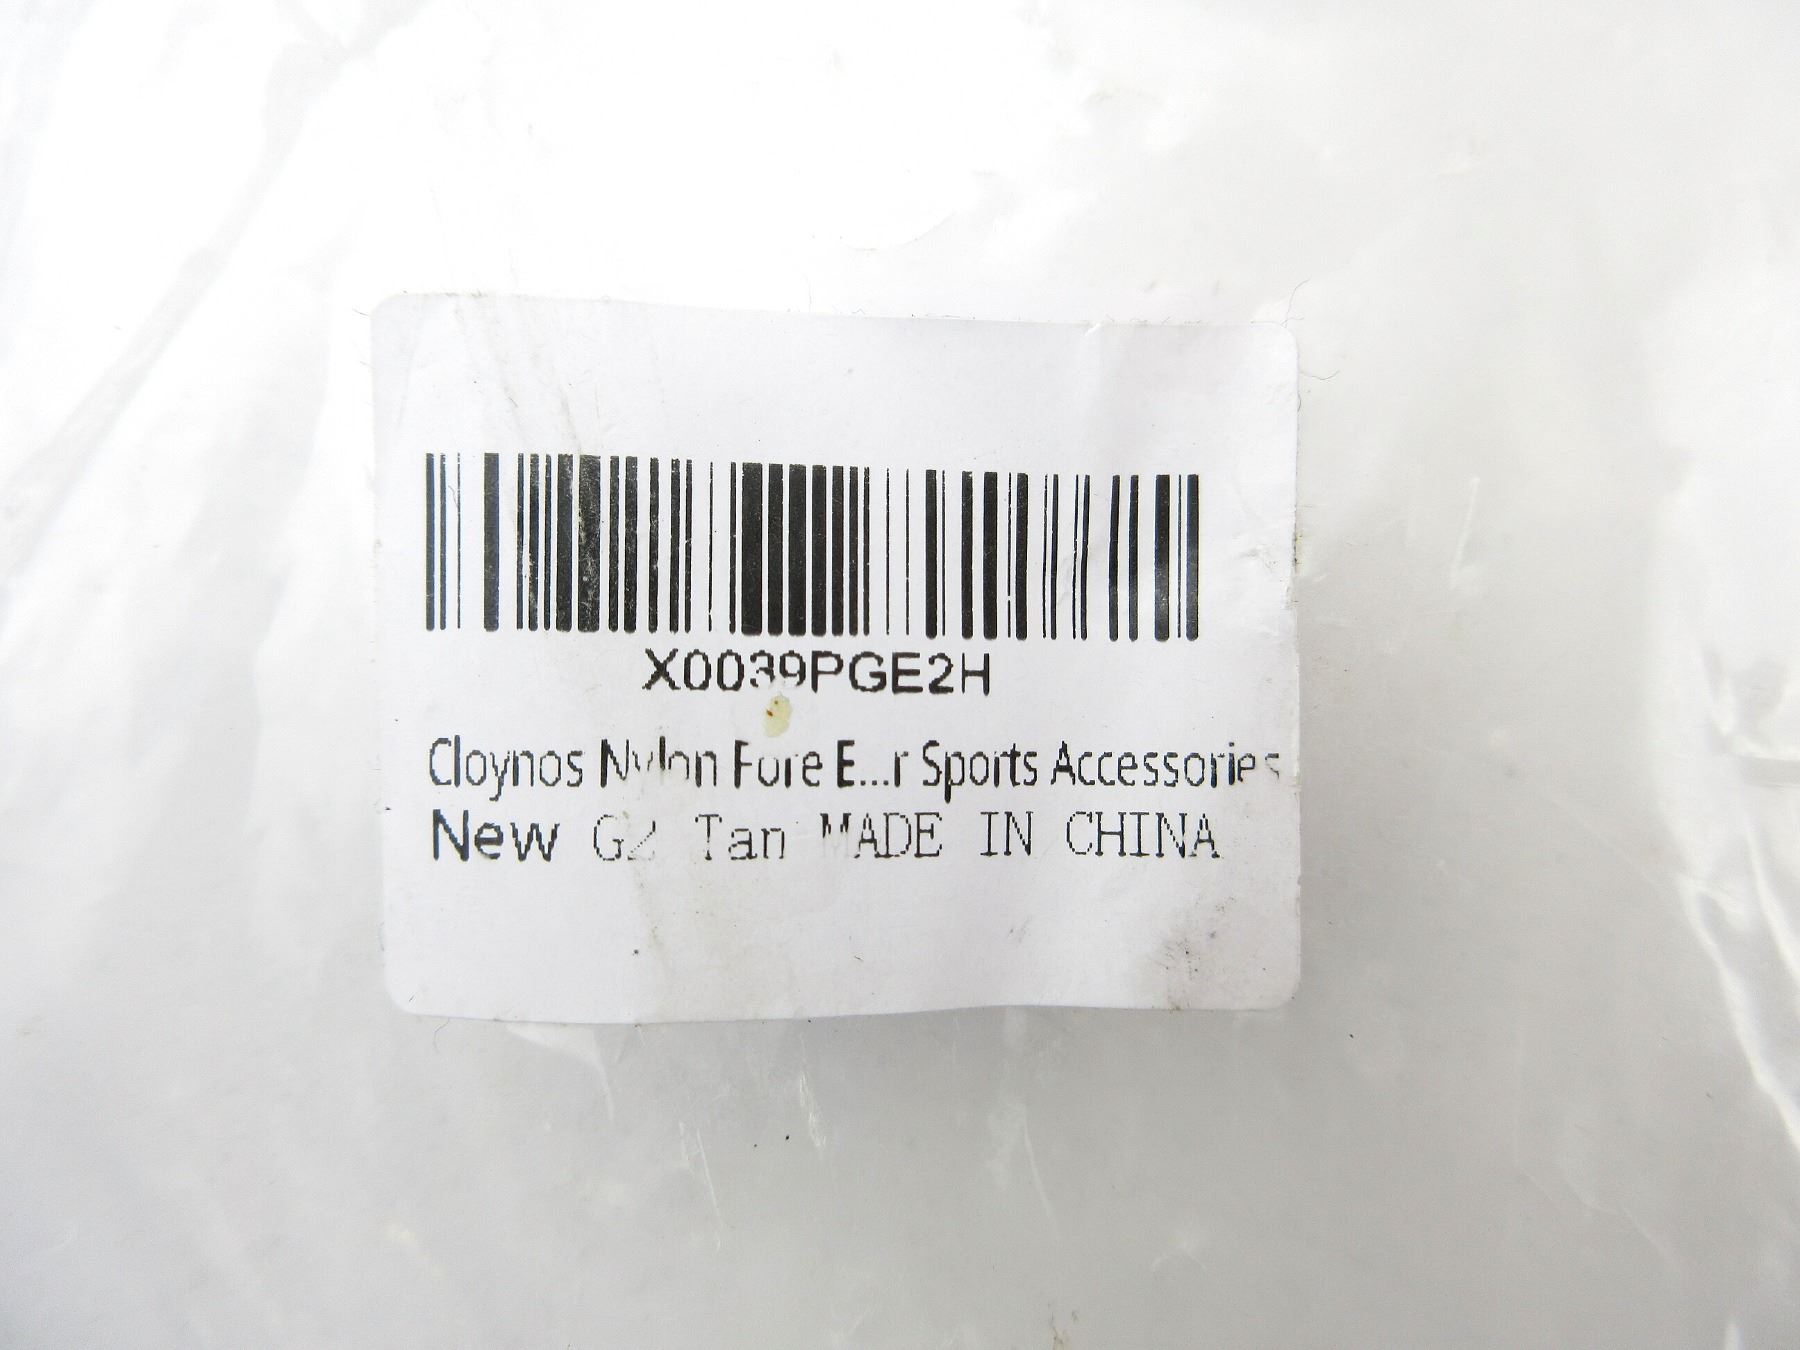 X0039PGE2H
Cloynos Nylon Fore E...r Sports Accessories
New G2 Tan MADE IN CHINA